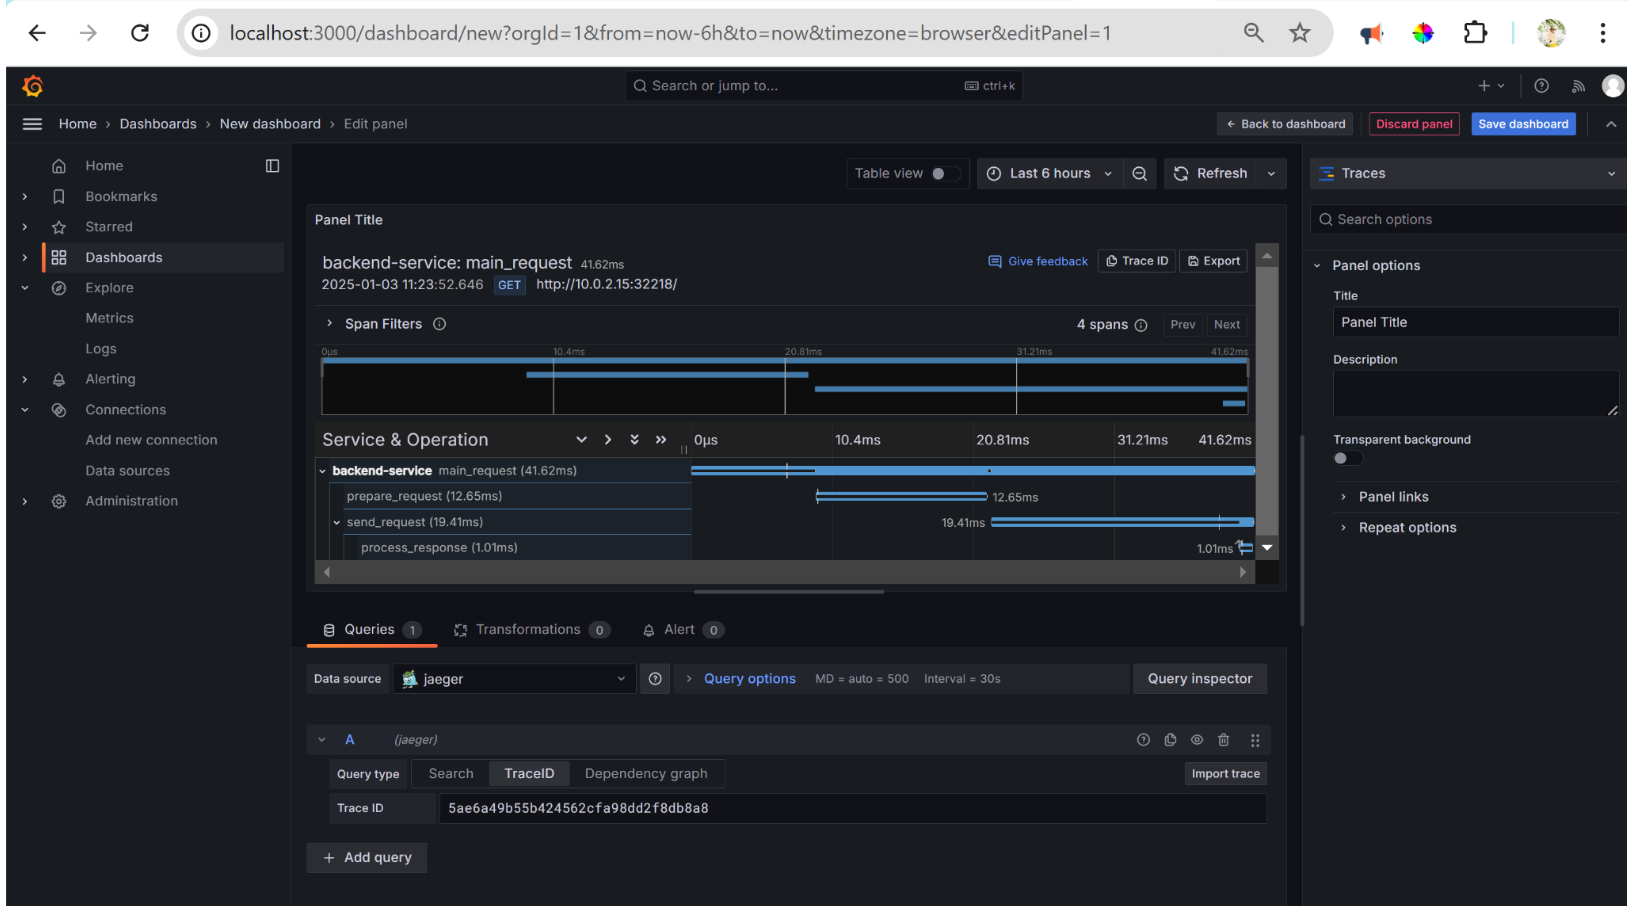 localhost:3000/dashboard/new?orgId=1&from=now-6h&to=now&timezone=browser&editPanel=1
Search or jump to... ctrl+k
Home › Dashboards › New dashboard › Edit panel
← Back to dashboard Discard panel Save dashboard
Home
Bookmarks
Starred
Dashboards
Explore
Metrics
Logs
Alerting
Connections
Add new connection
Data sources
Administration
Table view Last 6 hours Refresh
Panel Title
backend-service: main_request 41.62ms
Give feedback Trace ID Export
2025-01-03 11:23:52.646 GET http://10.0.2.15:32218/
Span Filters 4 spans Prev Next
0μs 10.4ms 20.81ms 31.21ms 41.62ms
Service & Operation 0μs 10.4ms 20.81ms 31.21ms 41.62ms
backend-service main_request (41.62ms)
prepare_request (12.65ms) 12.65ms
send_request (19.41ms) 19.41ms
process_response (1.01ms) 1.01ms
Queries 1 Transformations 0 Alert 0
Data source jaeger Query options MD = auto = 500 Interval = 30s Query inspector
A (jaeger)
Query type Search TraceID Dependency graph Import trace
Trace ID 5ae6a49b55b424562cfa98dd2f8db8a8
+ Add query
Traces
Search options
Panel options
Title
Panel Title
Description
Transparent background
Panel links
Repeat options